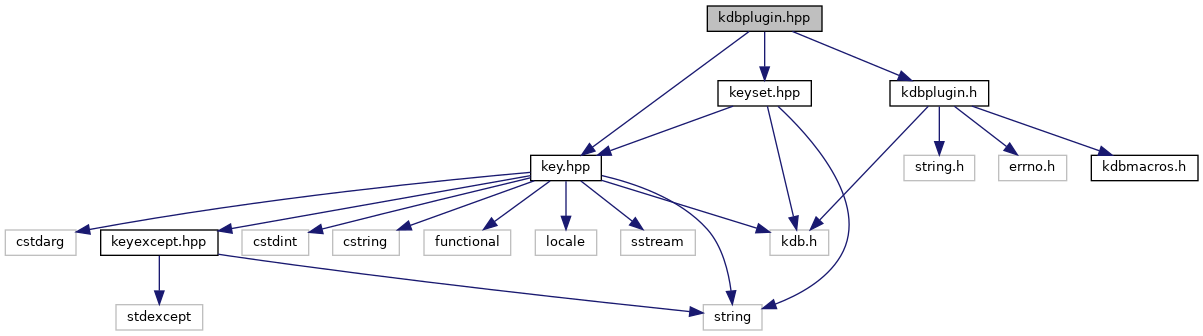 kdbplugin.hpp
keyset.hpp
kdbplugin.h
key.hpp
string.h
errno.h
kdbmacros.h
cstdarg
keyexcept.hpp
cstdint
cstring
functional
locale
sstream
kdb.h
stdexcept
string